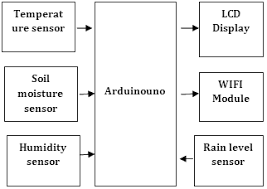 Temperat
ure sensor
Soil
moisture
sensor
Humidity
sensor
Arduinouno
LCD
Display
WIFI
Module
Rain level
sensor